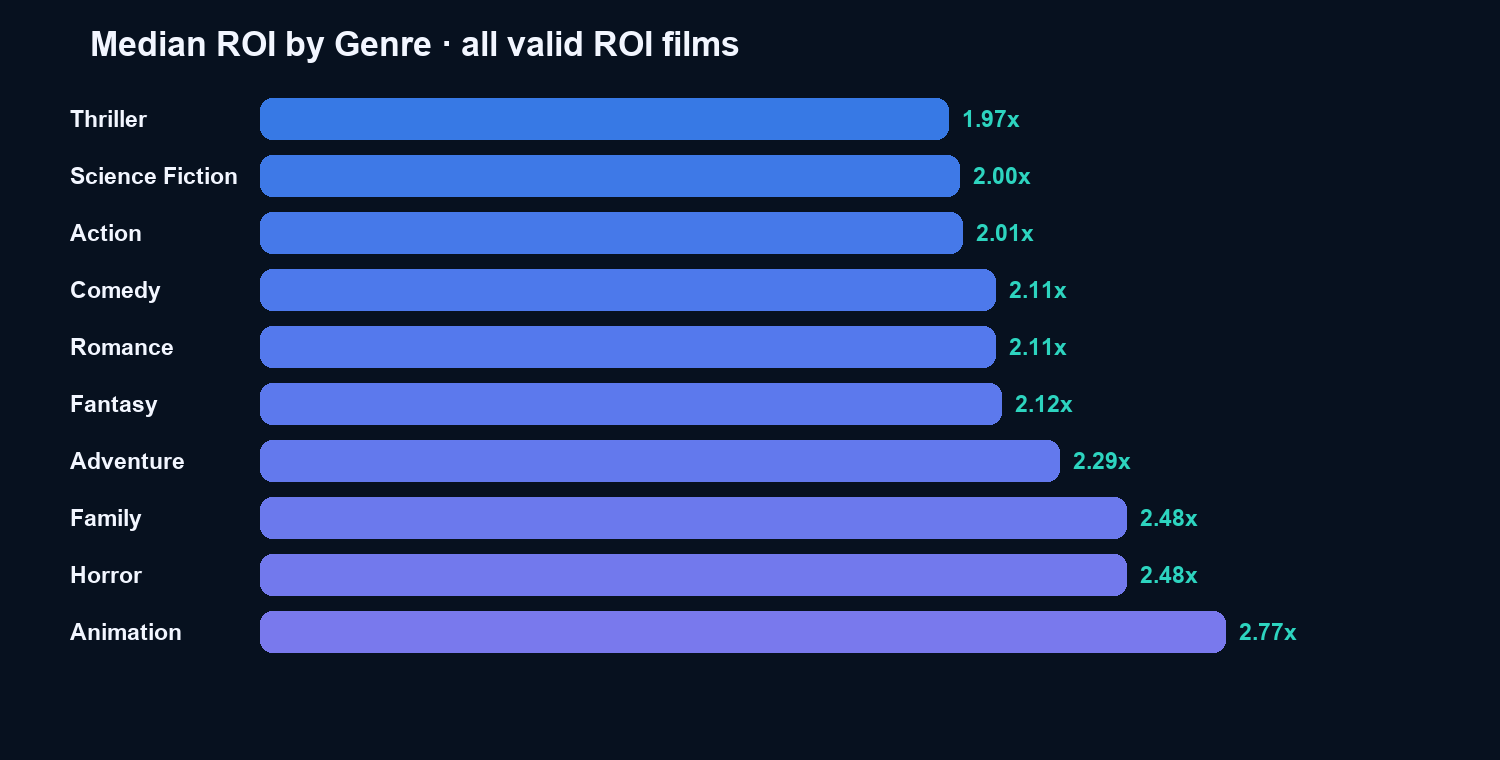 Median ROI by Genre · all valid ROI films
Thriller 1.97x
Science Fiction 2.00x
Action 2.01x
Comedy 2.11x
Romance 2.11x
Fantasy 2.12x
Adventure 2.29x
Family 2.48x
Horror 2.48x
Animation 2.77x